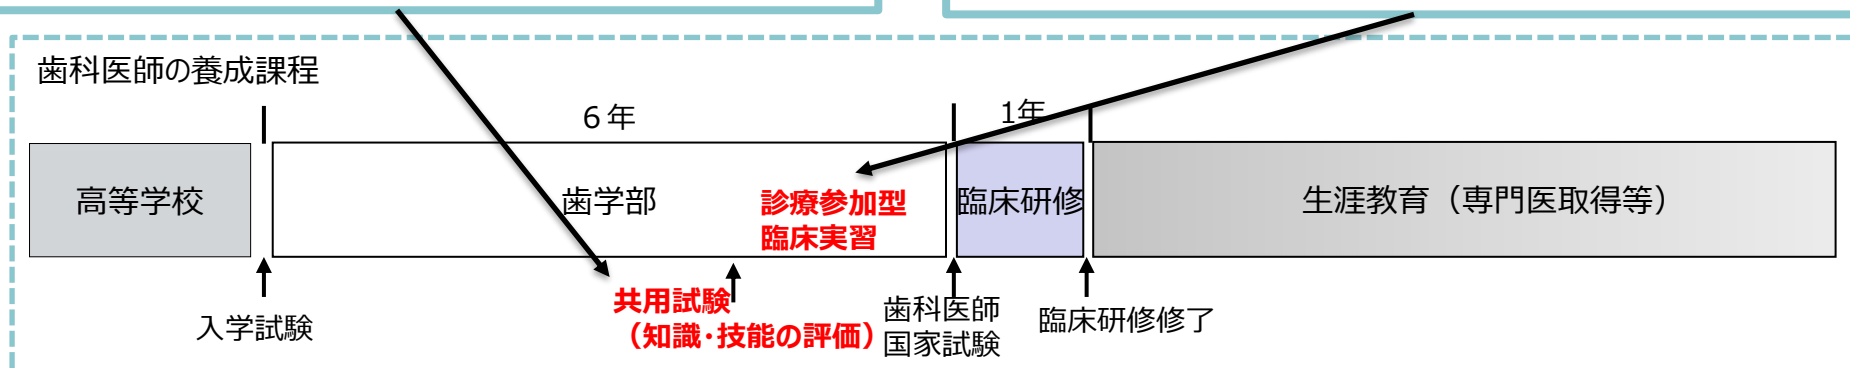 歯科医師の養成課程
６年
1年
高等学校
歯学部
診療参加型
臨床実習
臨床研修
生涯教育（専門医取得等）
入学試験
共用試験
（知識･技能の評価）
歯科医師
国家試験
臨床研修修了